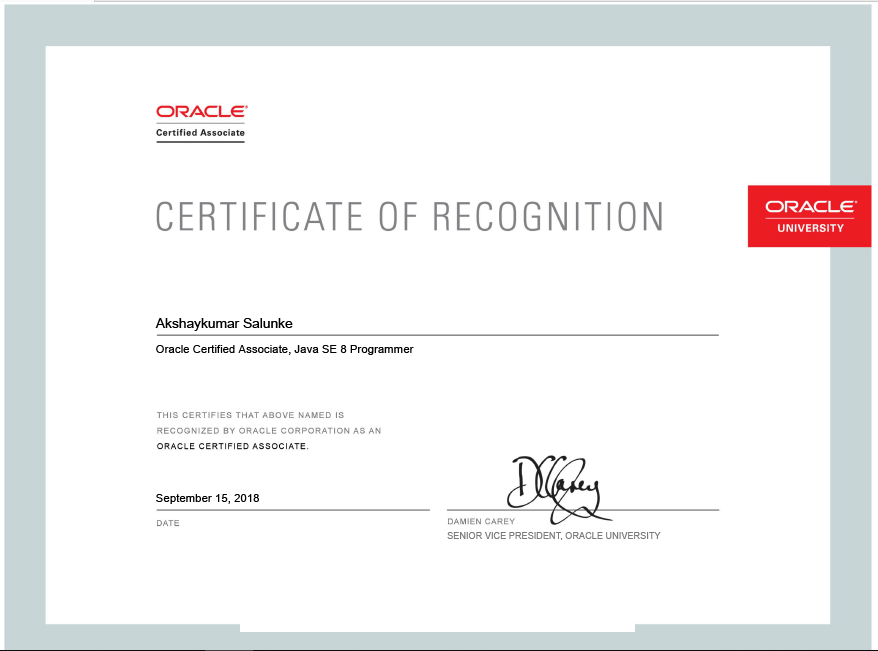 ORACLE
Certified Associate
CERTIFICATE OF RECOGNITION
ORACLE
UNIVERSITY
Akshaykumar Salunke
Oracle Certified Associate, Java SE 8 Programmer
THIS CERTIFIES THAT ABOVE NAMED IS
RECOGNIZED BY ORACLE CORPORATION AS AN
ORACLE CERTIFIED ASSOCIATE.
DCarey
September 15, 2018
DATE
DAMIEN CAREY
SENIOR VICE PRESIDENT, ORACLE UNIVERSITY